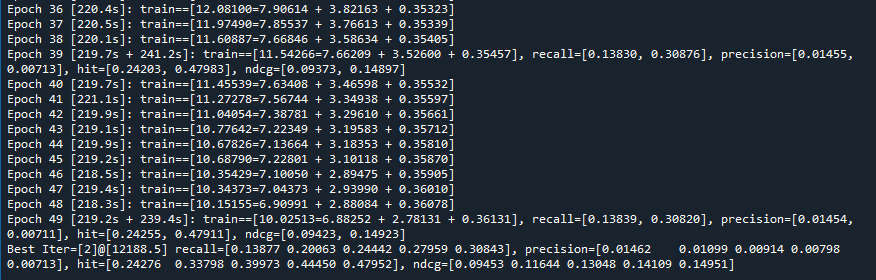 Epoch 36 [220.4s]: train==[12.08100=7.90614 + 3.82163 + 0.35323]
Epoch 37 [220.5s]: train==[11.97490=7.85537 + 3.76613 + 0.35339]
Epoch 38 [220.1s]: train==[11.60887=7.66846 + 3.58634 + 0.35405]
Epoch 39 [219.7s + 241.2s]: train==[11.54266=7.66209 + 3.52600 + 0.35457], recall=[0.13830, 0.30876], precision=[0.01455,
0.00713], hit=[0.24203, 0.47983], ndcg=[0.09373, 0.14897]
Epoch 40 [219.7s]: train==[11.45539=7.63408 + 3.46598 + 0.35532]
Epoch 41 [221.1s]: train==[11.27278=7.56744 + 3.34938 + 0.35597]
Epoch 42 [219.9s]: train==[11.04054=7.38781 + 3.29610 + 0.35661]
Epoch 43 [219.1s]: train==[10.77642=7.22349 + 3.19583 + 0.35712]
Epoch 44 [219.9s]: train==[10.67826=7.13664 + 3.18353 + 0.35810]
Epoch 45 [219.2s]: train==[10.68790=7.22801 + 3.10118 + 0.35870]
Epoch 46 [218.5s]: train==[10.35429=7.10050 + 2.89475 + 0.35905]
Epoch 47 [219.4s]: train==[10.34373=7.04373 + 2.93990 + 0.36010]
Epoch 48 [218.3s]: train==[10.15155=6.90991 + 2.88084 + 0.36078]
Epoch 49 [219.2s + 239.4s]: train==[10.02513=6.88252 + 2.78131 + 0.36131], recall=[0.13839, 0.30820], precision=[0.01454,
0.00711], hit=[0.24255, 0.47911], ndcg=[0.09423, 0.14923]
Best Iter=[2]@[12188.5] recall=[0.13877 0.20063 0.24442 0.27959 0.30843], precision=[0.01462    0.01099 0.00914 0.00798
0.00713], hit=[0.24276  0.33798 0.39973 0.44450 0.47952], ndcg=[0.09453 0.11644 0.13048 0.14109 0.14951]